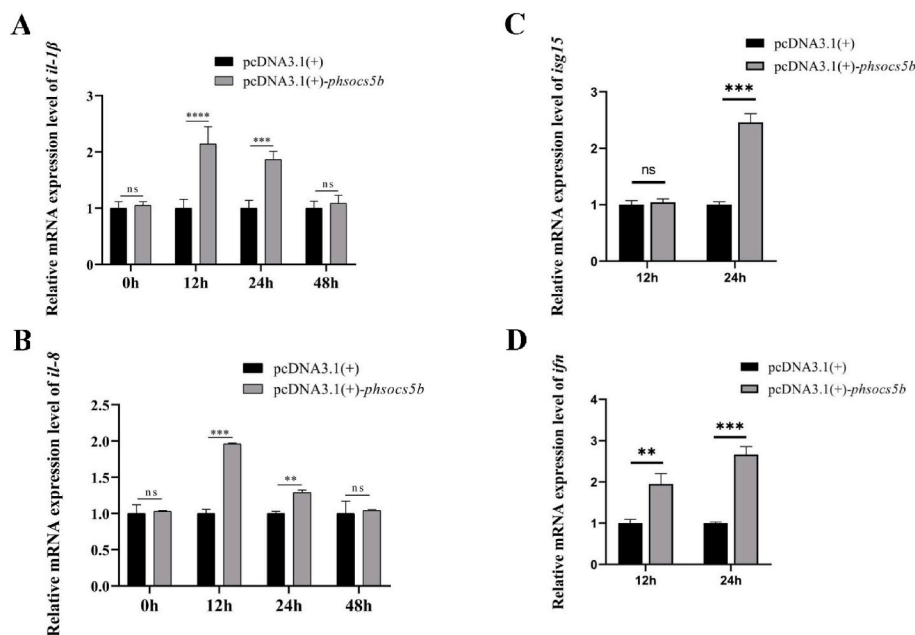 A
Relative mRNA expression level of il-1β
pcDNA3.1(+)
pcDNA3.1(+)-phsocs5b
3
2
1
0
ns
****
***
ns
0h 12h 24h 48h
B
Relative mRNA expression level of il-8
pcDNA3.1(+)
pcDNA3.1(+)-phsocs5b
2.5
2.0
1.5
1.0
0.5
0.0
ns
***
**
ns
0h 12h 24h 48h
C
Relative mRNA expression level of isg15
pcDNA3.1(+)
pcDNA3.1(+)-phsocs5b
3
2
1
0
ns
***
12h 24h
D
Relative mRNA expression level of ifn
pcDNA3.1(+)
pcDNA3.1(+)-phsocs5b
4
3
2
1
0
**
***
12h 24h